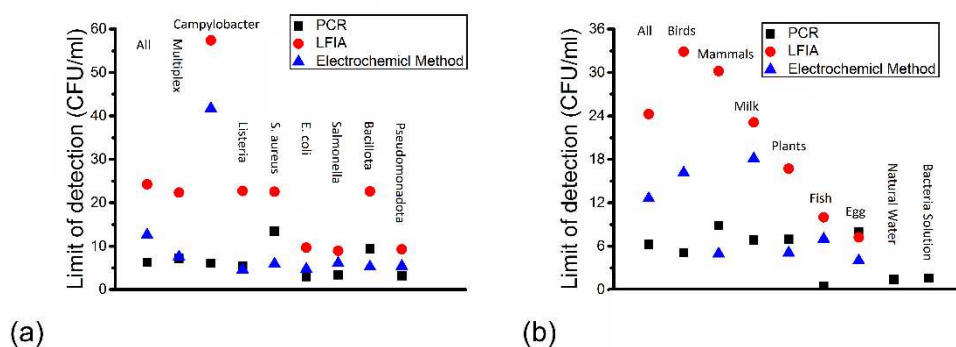 Limit of detection (CFU/ml)
60
50
40
30
20
10
0
All
Multiplex
Campylobacter
Listeria
S. aureus
E. coli
Salmonella
Bacillota
Pseudomonadota
PCR
LFIA
Electrochemicl Method
(a)
Limit of detection (CFU/ml)
36
30
24
18
12
6
0
All
Birds
Mammals
Milk
Plants
Fish
Egg
Natural Water
Bacteria Solution
PCR
LFIA
Electrochemicl Method
(b)